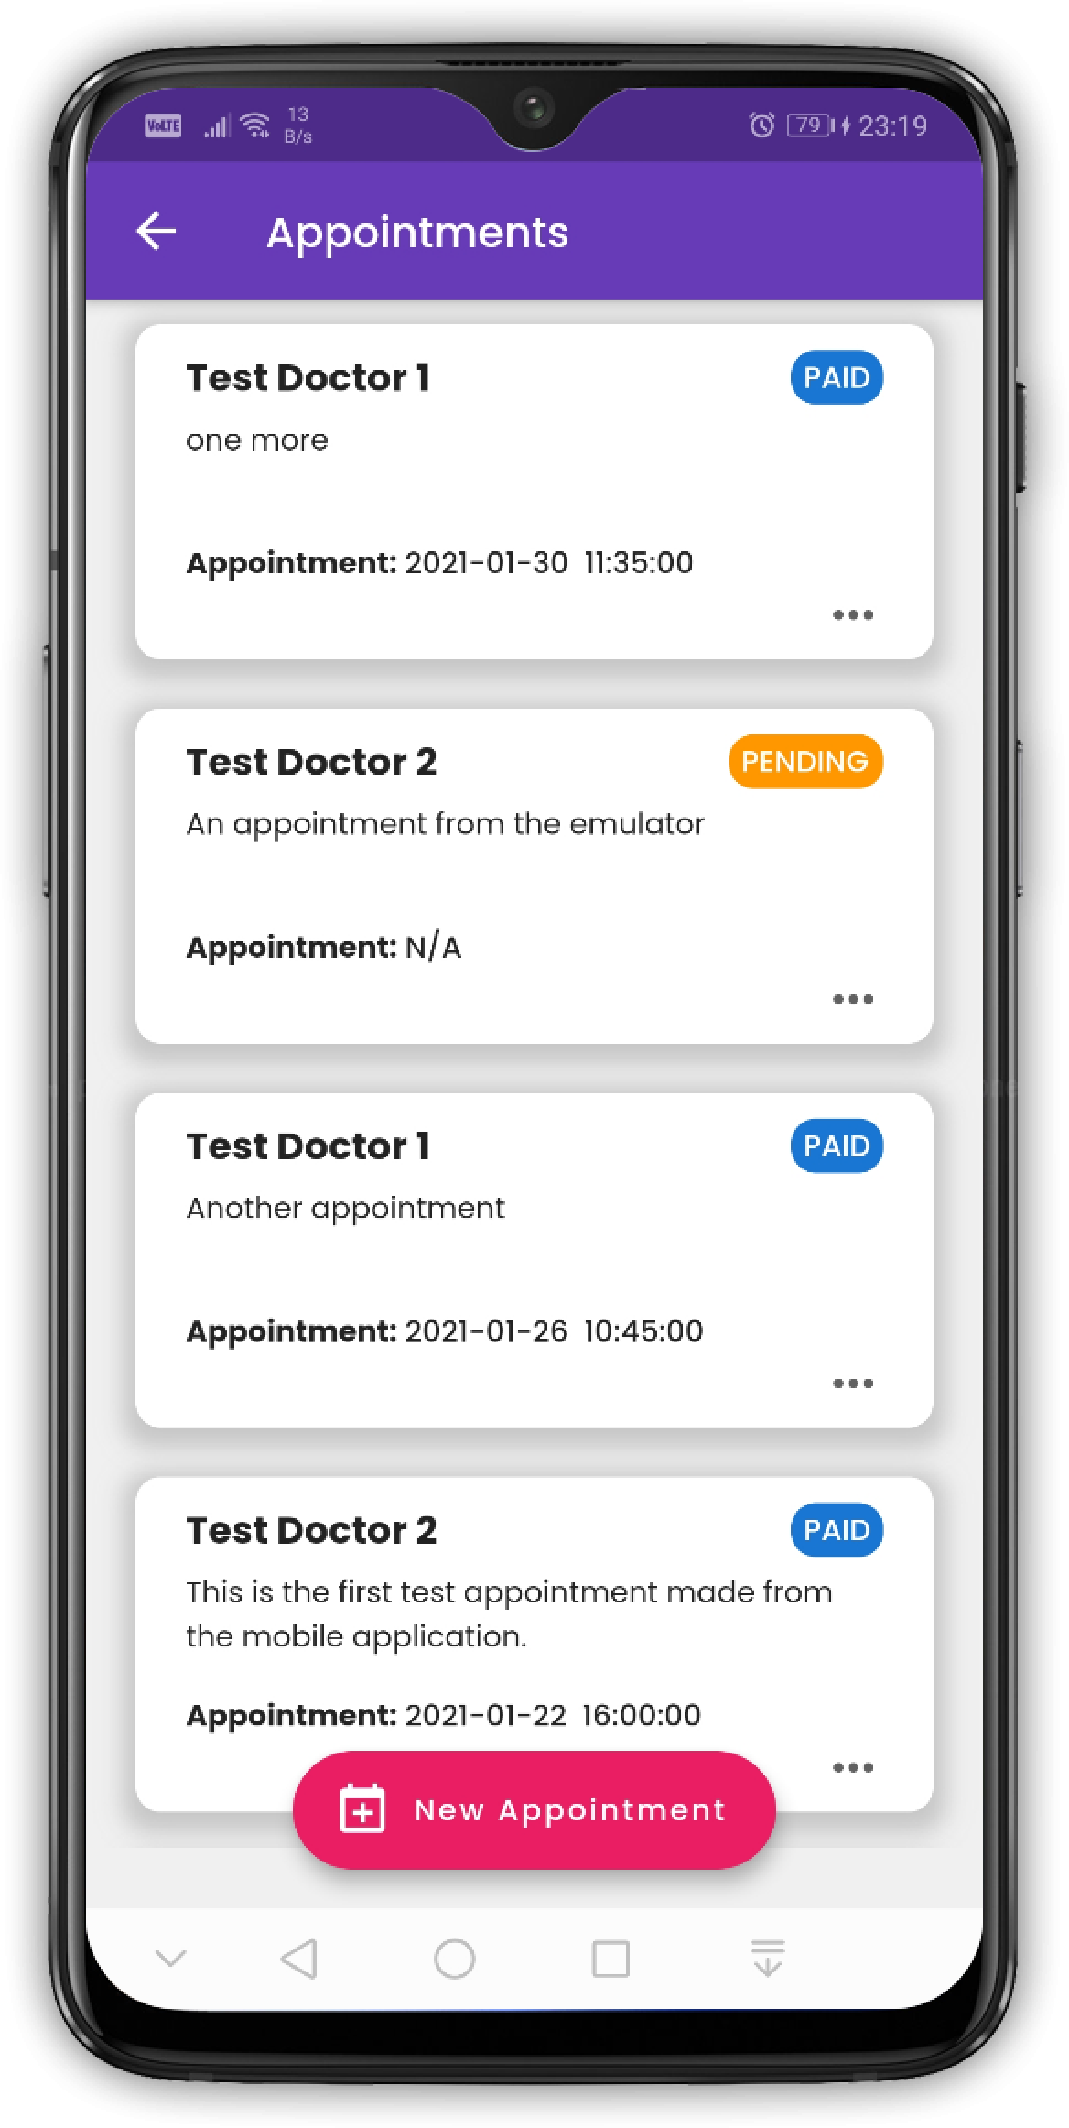 VoLTE 13 B/s 79 23:19
Appointments
Test Doctor 1 PAID
one more
Appointment: 2021-01-30 11:35:00
Test Doctor 2 PENDING
An appointment from the emulator
Appointment: N/A
Test Doctor 1 PAID
Another appointment
Appointment: 2021-01-26 10:45:00
Test Doctor 2 PAID
This is the first test appointment made from
the mobile application.
Appointment: 2021-01-22 16:00:00
New Appointment